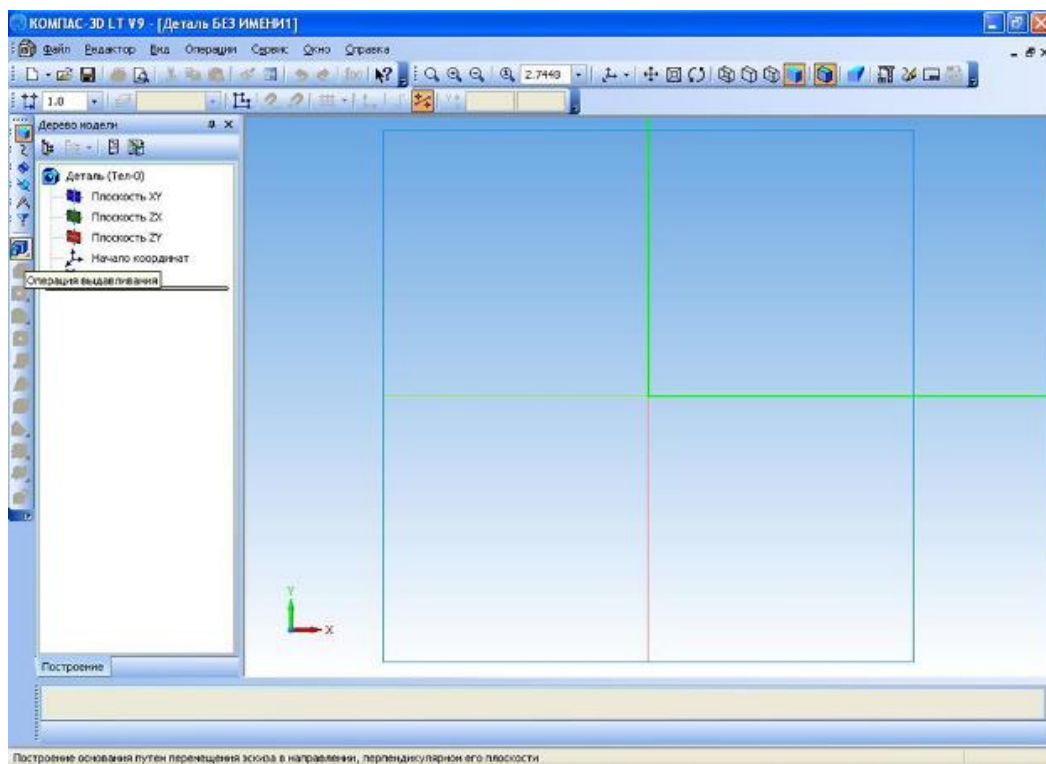 КОМПАС-3D LT V9 - [Деталь БЕЗ ИМЕНИ1]
Файл Редактор Вид Операции Сервис Окно Справка
2.7448
1.0
Дерево модели
Деталь (Тел-0)
Плоскость XY
Плоскость ZX
Плоскость ZY
Начало координат
Операция выдавливания
Y
X
Построение
Построение основания путем перемещения эскиза в направлении, перпендикулярном его плоскости